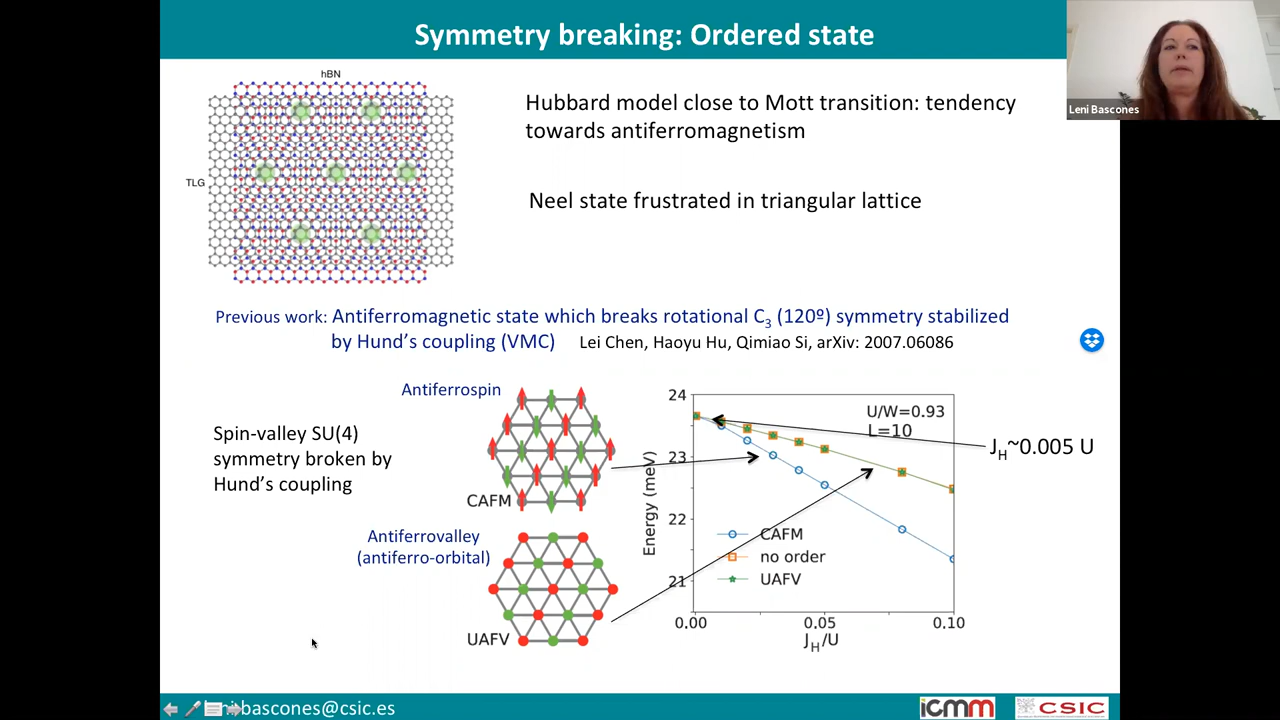 Symmetry breaking: Ordered state
Leni Bascones
hBN
TLG
Hubbard model close to Mott transition: tendency
towards antiferromagnetism
Neel state frustrated in triangular lattice
Previous work: Antiferromagnetic state which breaks rotational C3 (120º) symmetry stabilized
by Hund's coupling (VMC) Lei Chen, Haoyu Hu, Qimiao Si, arXiv: 2007.06086
Antiferrospin
Spin-valley SU(4)
symmetry broken by
Hund's coupling
CAFM
Antiferrovalley
(antiferro-orbital)
UAFV
24
23
22
21
Energy (meV)
U/W=0.93
L=10
CAFM
no order
UAFV
0.00
0.05
0.10
JH/U
JH~0.005 U
bascones@csic.es
icmm
CSIC